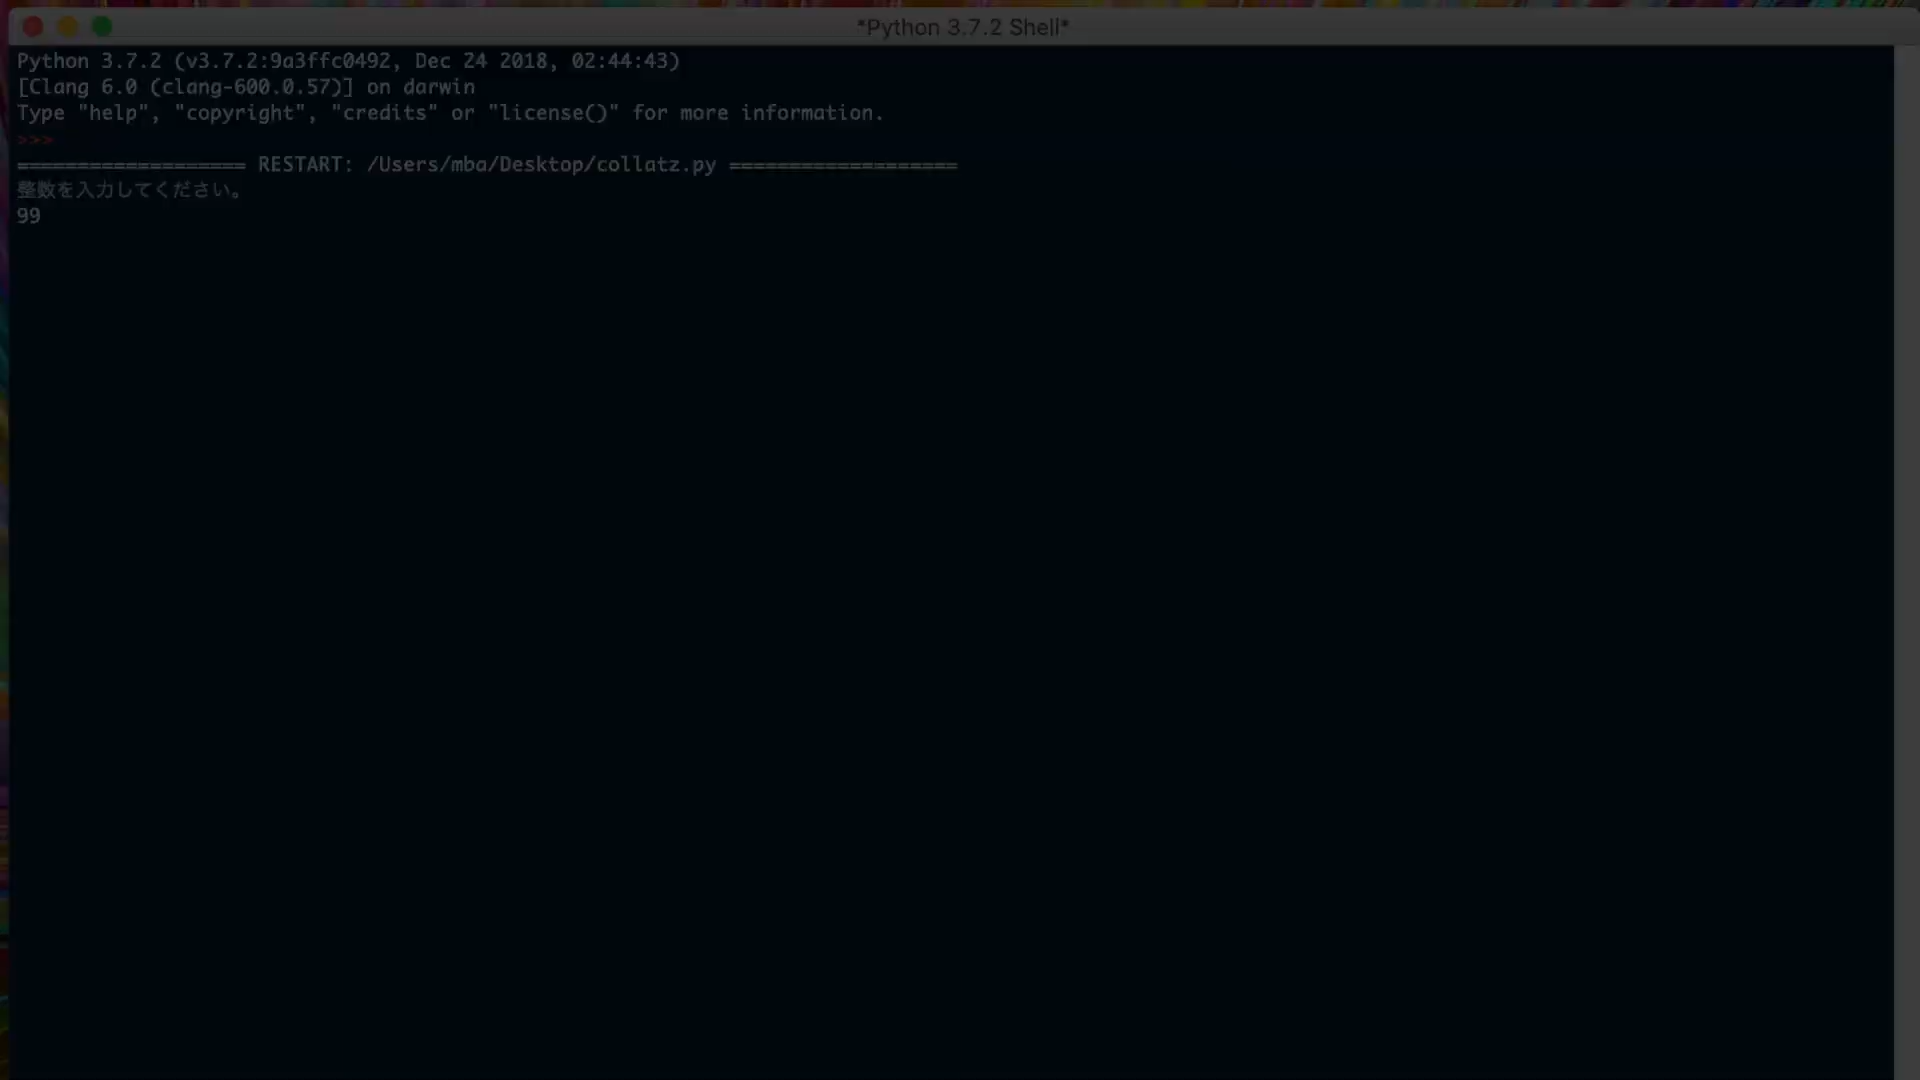 *Python 3.7.2 Shell*
Python 3.7.2 (v3.7.2:9a3ffc0492, Dec 24 2018, 02:44:43)
[Clang 6.0 (clang-600.0.57)] on darwin
Type "help", "copyright", "credits" or "license()" for more information.
>>>
=================== RESTART: /Users/mba/Desktop/collatz.py ===================
整数を入力してください。
99